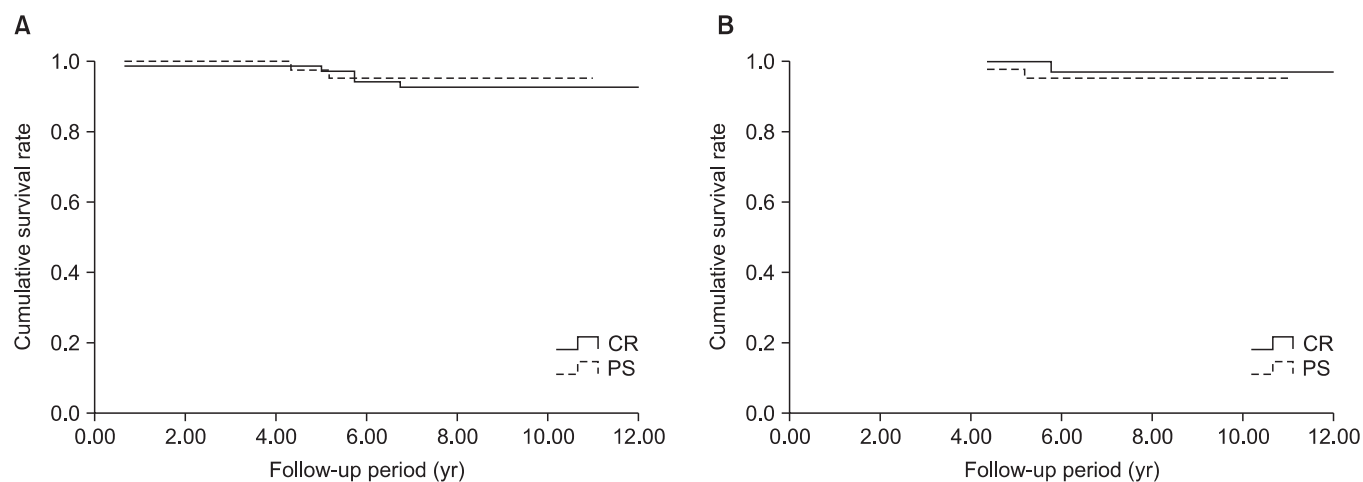 A
1.0
0.8
0.6
0.4
0.2
0.0
Cumulative survival rate
CR
PS
0.00 2.00 4.00 6.00 8.00 10.00 12.00
Follow-up period (yr)
B
1.0
0.8
0.6
0.4
0.2
0.0
Cumulative survival rate
CR
PS
0.00 2.00 4.00 6.00 8.00 10.00 12.00
Follow-up period (yr)